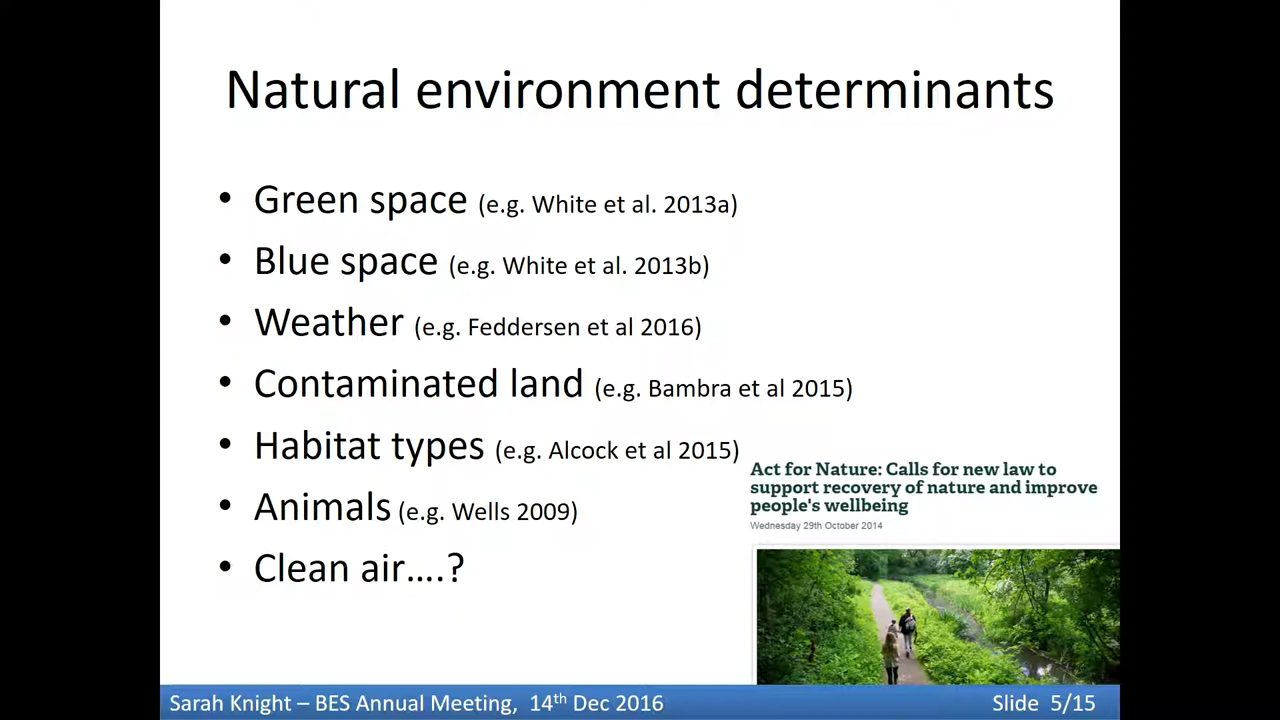 Natural environment determinants
• Green space (e.g. White et al. 2013a)
• Blue space (e.g. White et al. 2013b)
• Weather (e.g. Feddersen et al 2016)
• Contaminated land (e.g. Bambra et al 2015)
• Habitat types (e.g. Alcock et al 2015)
• Animals (e.g. Wells 2009)
• Clean air....?
Act for Nature: Calls for new law to
support recovery of nature and improve
people's wellbeing
Wednesday 29th October 2014
Sarah Knight – BES Annual Meeting, 14th Dec 2016
Slide 5/15